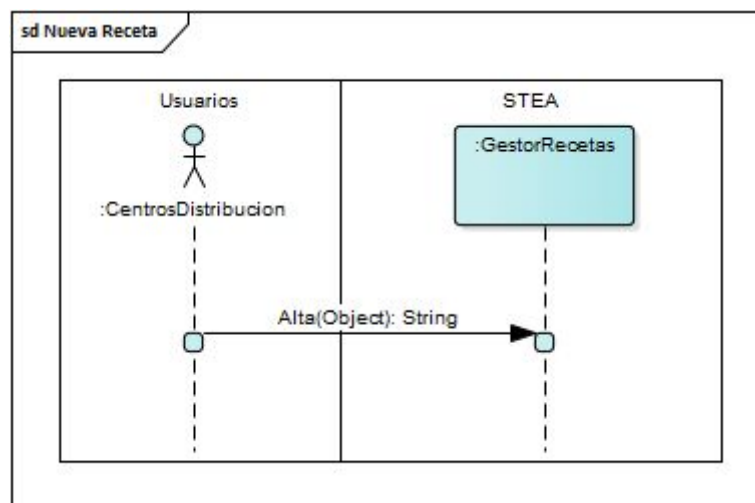 sd Nueva Receta
Usuarios
STEA
:GestorRecetas
:CentrosDistribucion
Alta(Object): String